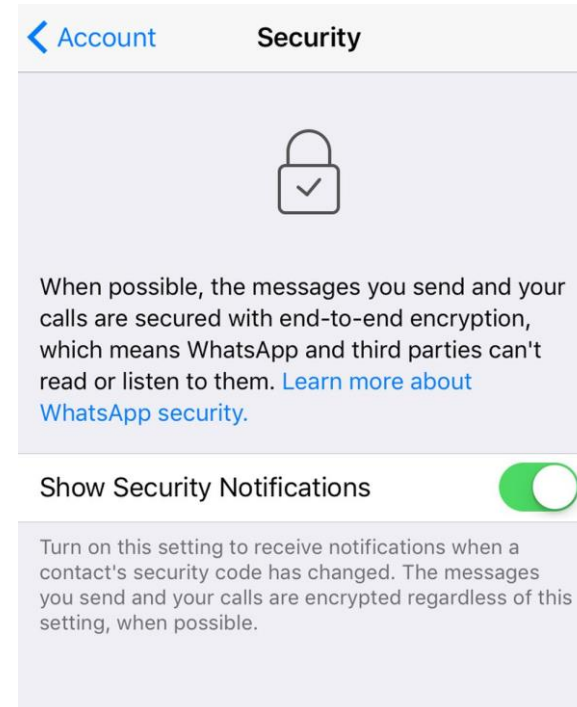 Account
Security
When possible, the messages you send and your
calls are secured with end-to-end encryption,
which means WhatsApp and third parties can't
read or listen to them. Learn more about
WhatsApp security.
Show Security Notifications
Turn on this setting to receive notifications when a
contact's security code has changed. The messages
you send and your calls are encrypted regardless of this
setting, when possible.